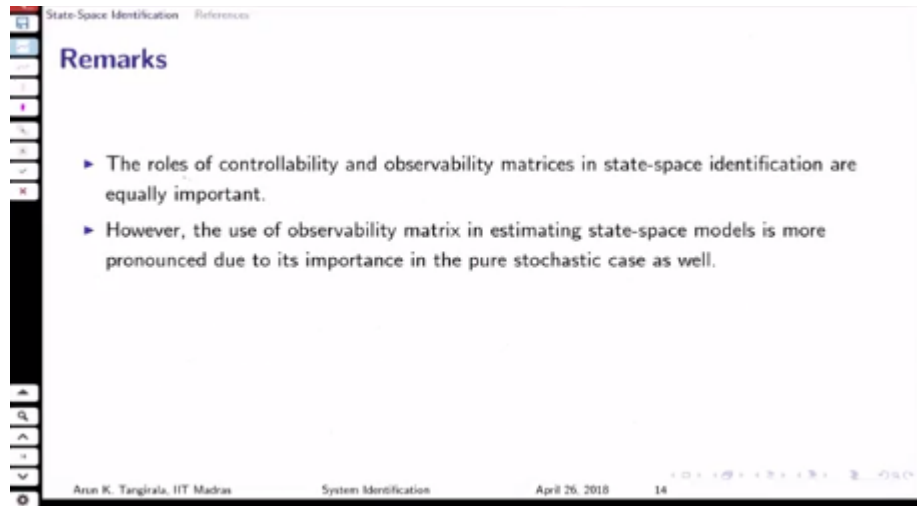 State-Space Identification References
Remarks
► The roles of controllability and observability matrices in state-space identification are
equally important.
► However, the use of observability matrix in estimating state-space models is more
pronounced due to its importance in the pure stochastic case as well.
Arun K. Tangirala, IIT Madras System Identification April 26, 2018 14